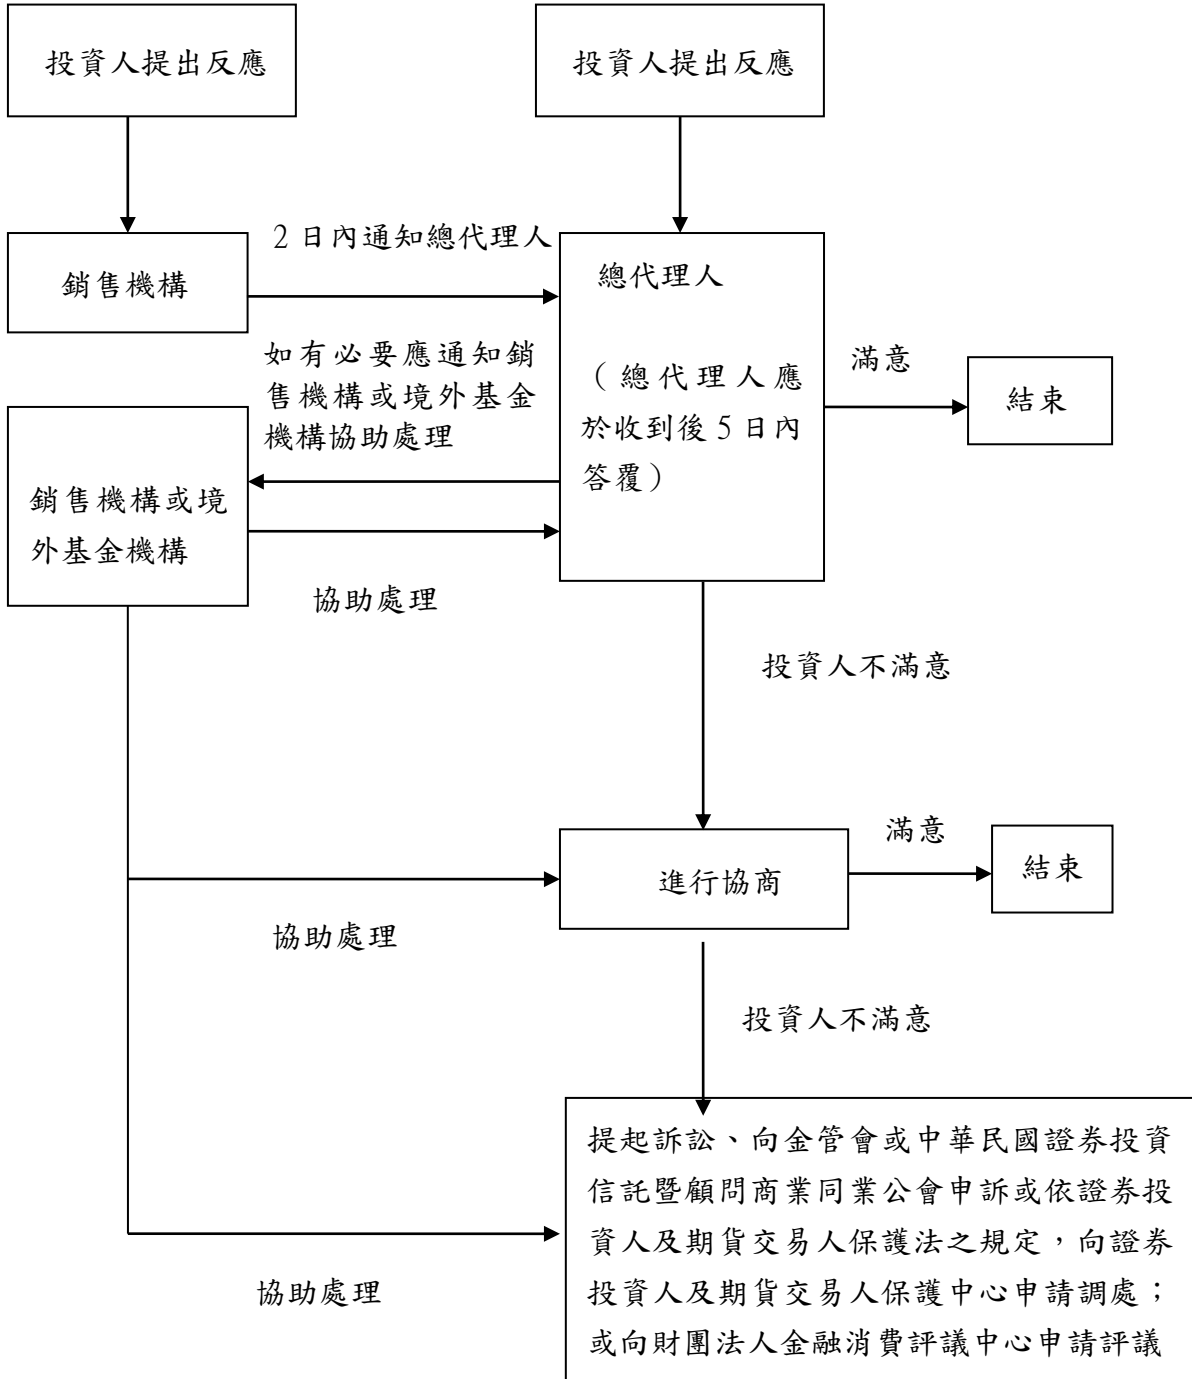 投資人提出反應
投資人提出反應
2 日內通知總代理人
銷售機構
總代理人
如有必要應通知銷
售機構或境外基金
機構協助處理
（總代理人應
於收到後 5 日內
答覆）
滿意
結束
銷售機構或境
外基金機構
協助處理
投資人不滿意
進行協商
滿意
結束
協助處理
投資人不滿意
提起訴訟、向金管會或中華民國證券投資
信託暨顧問商業同業公會申訴或依證券投
資人及期貨交易人保護法之規定，向證券
投資人及期貨交易人保護中心申請調處；
或向財團法人金融消費評議中心申請評議
協助處理